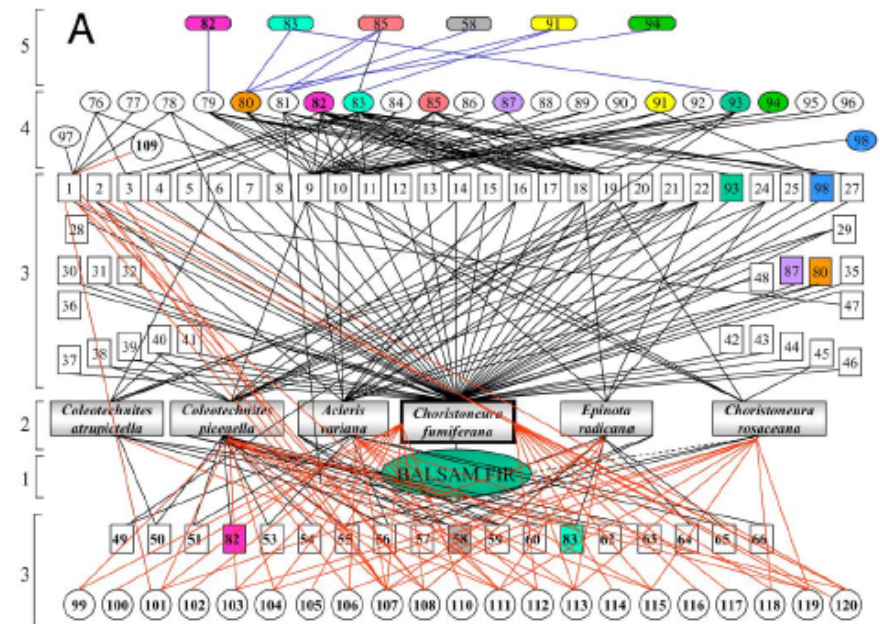 A
5
82 83 85 58 91 94
4
76 77 78 79 80 81 82 83 84 85 86 87 88 89 90 91 92 93 94 95 96
97 109 98
3
1 2 3 4 5 6 7 8 9 10 11 12 13 14 15 16 17 18 19 20 21 22 93 24 25 98 27
28 29
30 31 32 48 87 80 35
36 47
37 38 39 40 41 42 43 44 45 46
2
Coleotechnites atrupictella
Coleotechnites piceaella
Acleris variana
Choristoneura fumiferana
Epinota radicana
Choristoneura rosaceana
1
BALSAM FIR
3
49 50 51 82 53 54 55 56 57 58 59 60 83 62 63 64 65 66
99 100 101 102 103 104 105 106 107 108 110 111 112 113 114 115 116 117 118 119 120